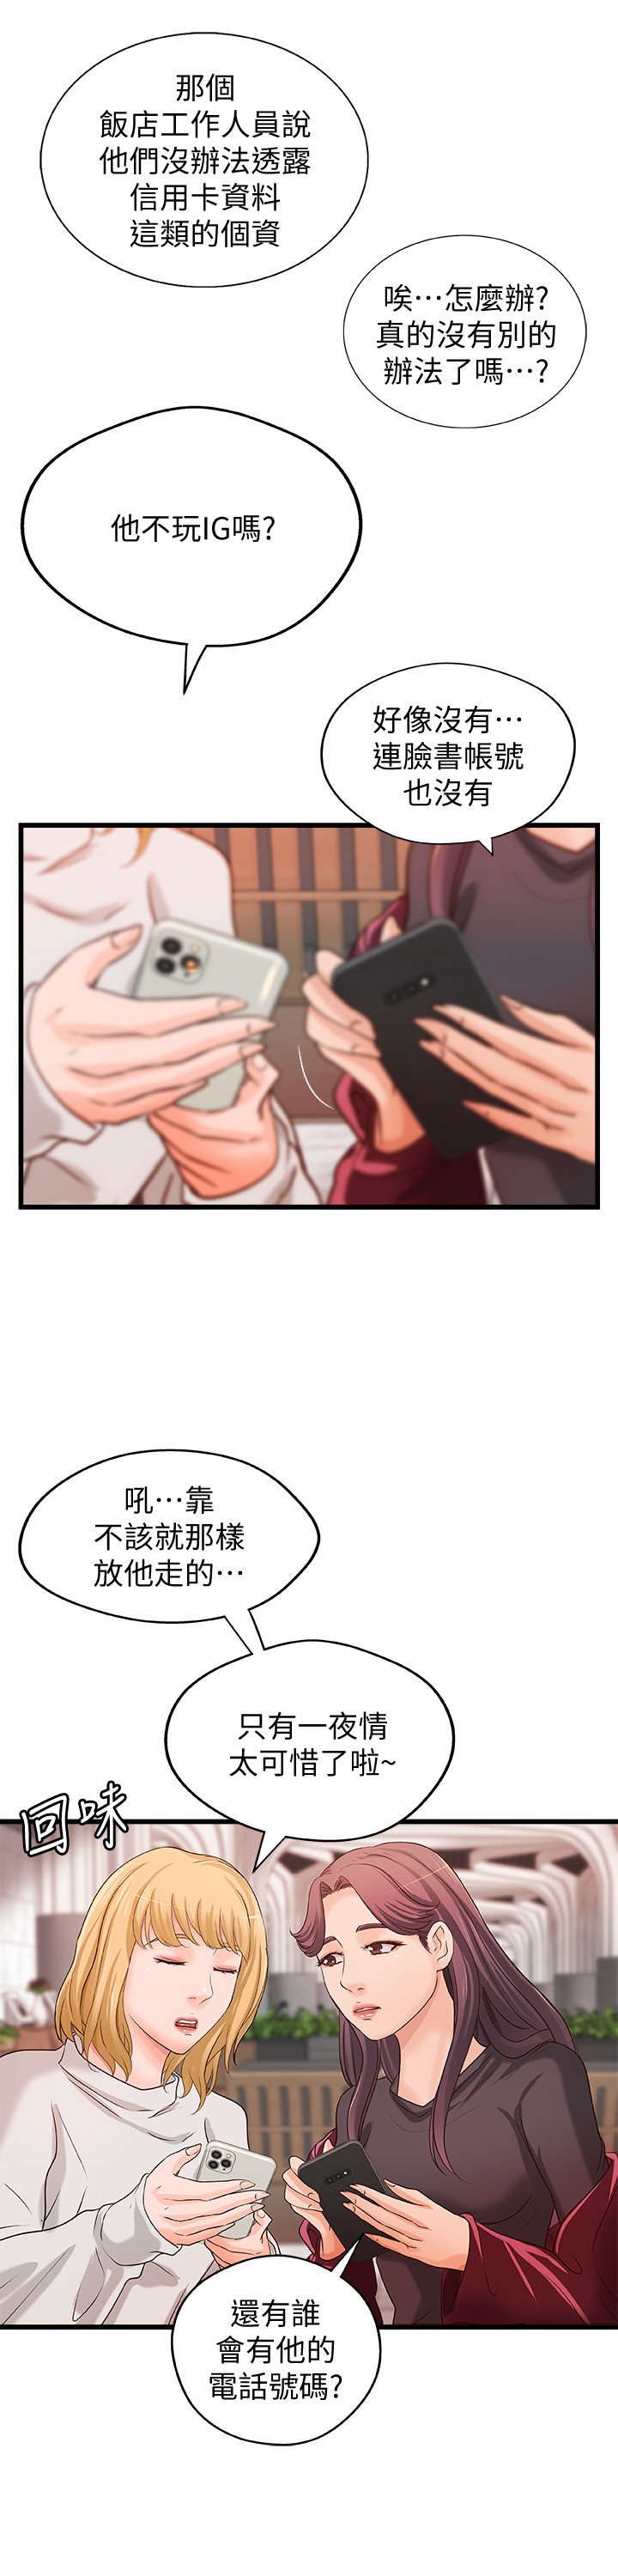 那個
飯店工作人員說
他們沒辦法透露
信用卡資料
這類的個資
唉…怎麼辦?
真的沒有別的
辦法了嗎…?
他不玩IG嗎?
好像沒有…
連臉書帳號
也沒有
吼…靠
不該就那樣
放他走的…
只有一夜情
太可惜了啦~
回味
還有誰
會有他的
電話號碼?